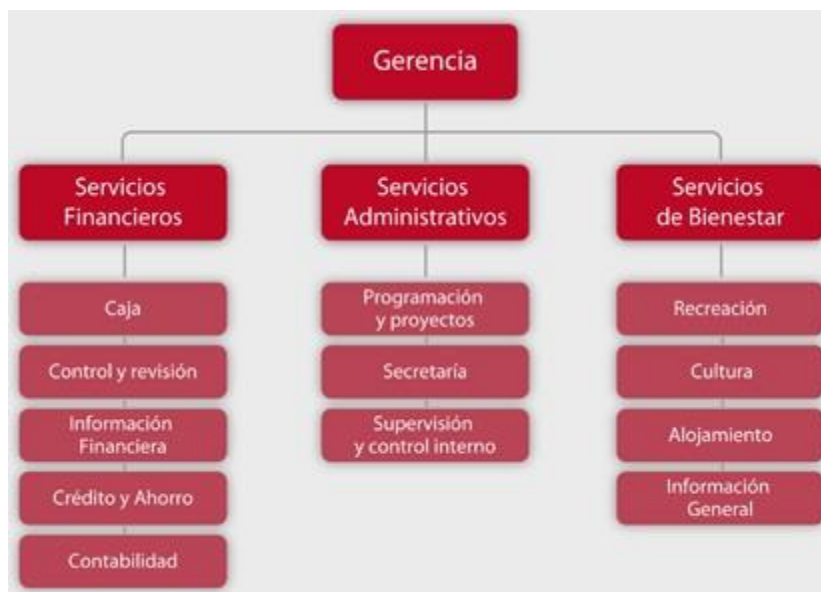 Gerencia
Servicios
Financieros
Caja
Control y revisión
Información
Financiera
Crédito y Ahorro
Contabilidad
Servicios
Administrativos
Programación
y proyectos
Secretaría
Supervisión
y control interno
Servicios
de Bienestar
Recreación
Cultura
Alojamiento
Información
General